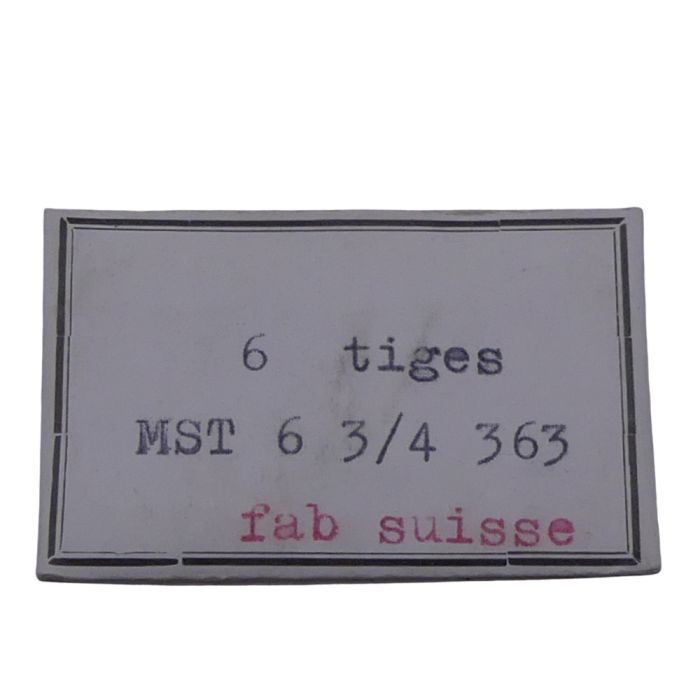 6 tiges
MST 6 3/4 363
fab suisse